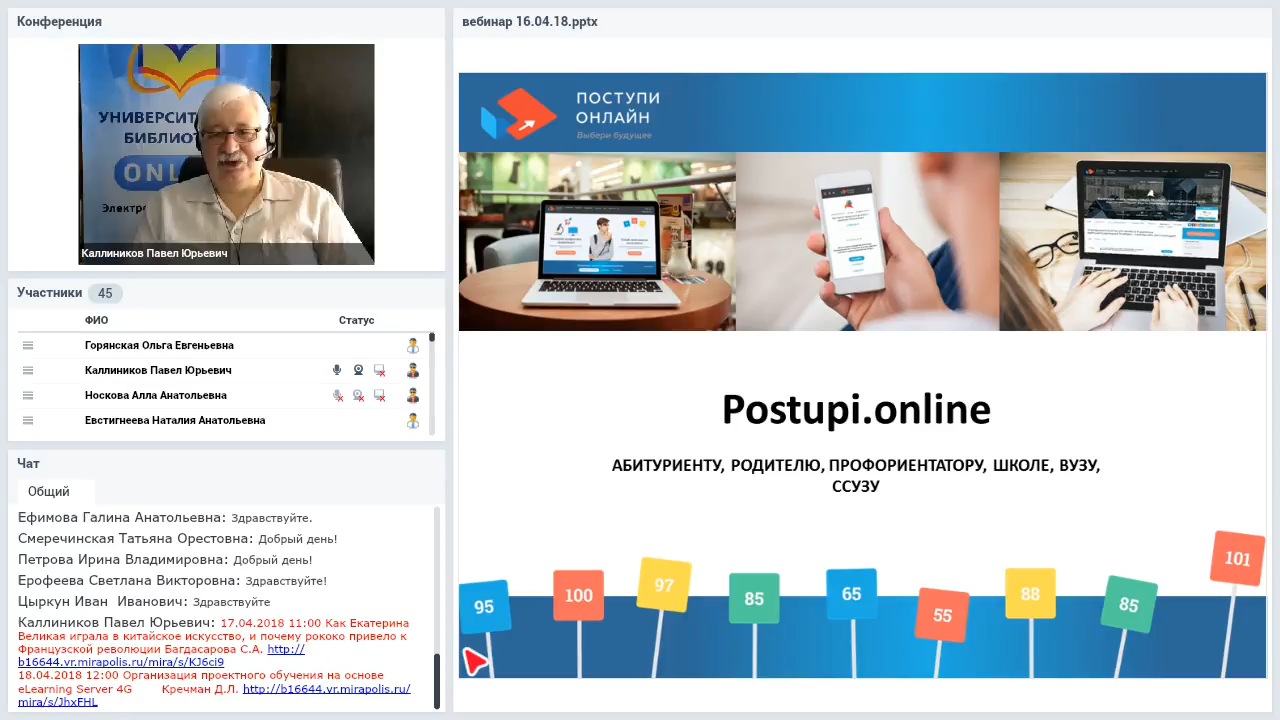 Конференция
УНИВЕРСИТ
БИБЛИО
ONL
Электр
Каллиников Павел Юрьевич
Участники 45
ФИО Статус
Горянская Ольга Евгеньевна
Каллиников Павел Юрьевич
Носкова Алла Анатольевна
Евстигнеева Наталия Анатольевна
Чат
Общий
Ефимова Галина Анатольевна: Здравствуйте.
Смеречинская Татьяна Орестовна: Добрый день!
Петрова Ирина Владимировна: Добрый день!
Ерофеева Светлана Викторовна: Здравствуйте!
Цыркун Иван Иванович: Здравствуйте
Каллиников Павел Юрьевич: 17.04.2018 11:00 Как Екатерина
Великая играла в китайское искусство, и почему рококо привело к
Французской революции Багдасарова С.А. http://
b16644.vr.mirapolis.ru/mira/s/KJ6ci9
18.04.2018 12:00 Организация проектного обучения на основе
eLearning Server 4G Кречман Д.Л. http://b16644.vr.mirapolis.ru/
mira/s/JhxFHL
вебинар 16.04.18.pptx
ПОСТУПИ
ОНЛАЙН
Выбери будущее
Postupi.online
АБИТУРИЕНТУ, РОДИТЕЛЮ, ПРОФОРИЕНТАТОРУ, ШКОЛЕ, ВУЗУ,
ССУЗУ
95 100 97 85 65 55 88 85 101